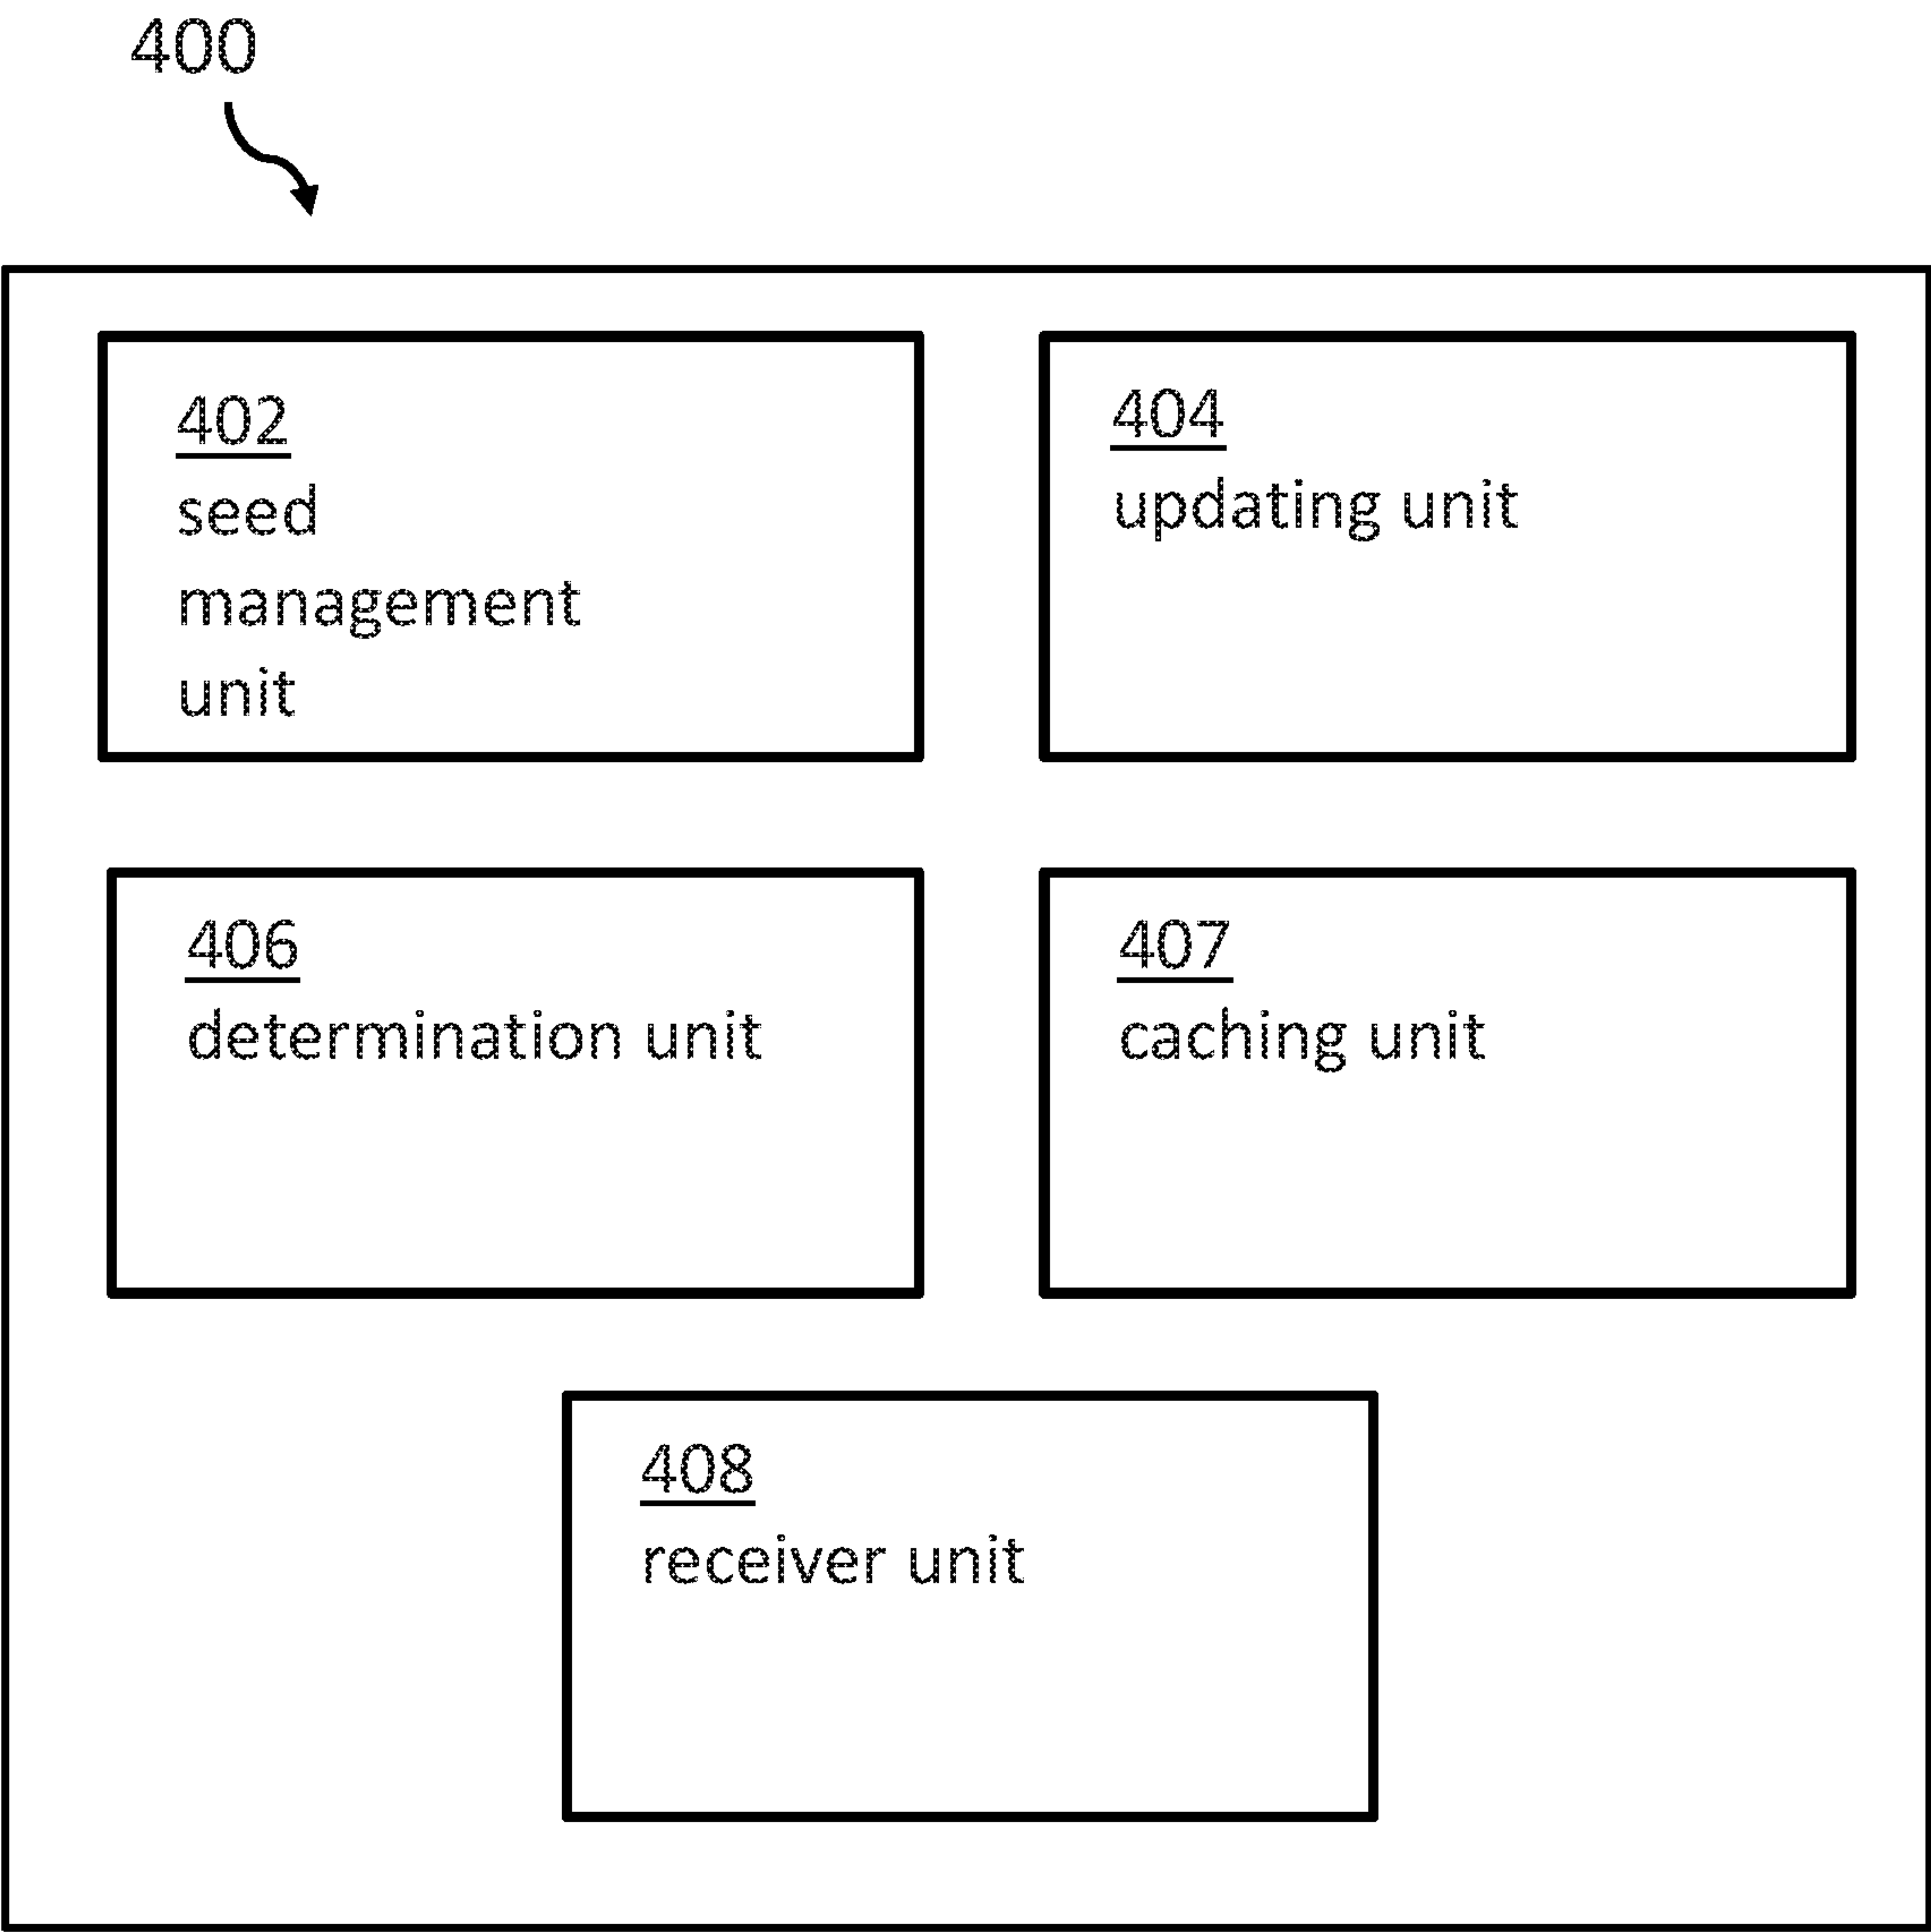 400
402
seed
management
unit
404
updating unit
406
determination unit
407
caching unit
408
receiver unit